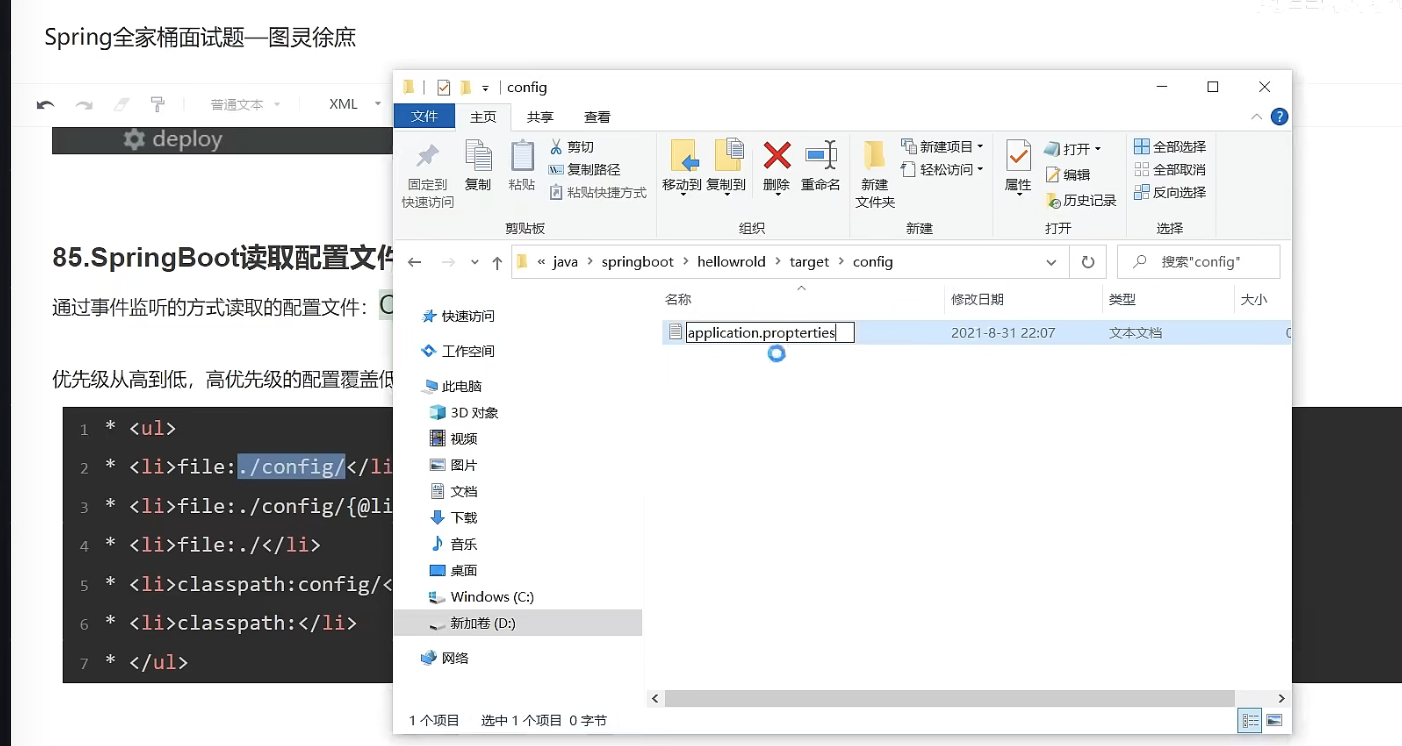 Spring全家桶面试题—图灵徐庶
普通文本 XML
deploy
85.SpringBoot读取配置文件
通过事件监听的方式读取的配置文件：C
优先级从高到低，高优先级的配置覆盖低
1 * <ul>
2 * <li>file:./config/</li
3 * <li>file:./config/{@li
4 * <li>file:./</li>
5 * <li>classpath:config/<
6 * <li>classpath:</li>
7 * </ul>
config
文件 主页 共享 查看
固定到快速访问
复制
粘贴
剪切
复制路径
粘贴快捷方式
剪贴板
移动到 复制到 删除 重命名
组织
新建文件夹
新建项目
轻松访问
新建
属性
打开
编辑
历史记录
打开
全部选择
全部取消
反向选择
选择
« java › springboot › hellowrold › target › config
搜索"config"
名称 修改日期 类型 大小
application.propterties 2021-8-31 22:07 文本文档 0
快速访问
工作空间
此电脑
3D 对象
视频
图片
文档
下载
音乐
桌面
Windows (C:)
新加卷 (D:)
网络
1 个项目 选中 1 个项目 0 字节